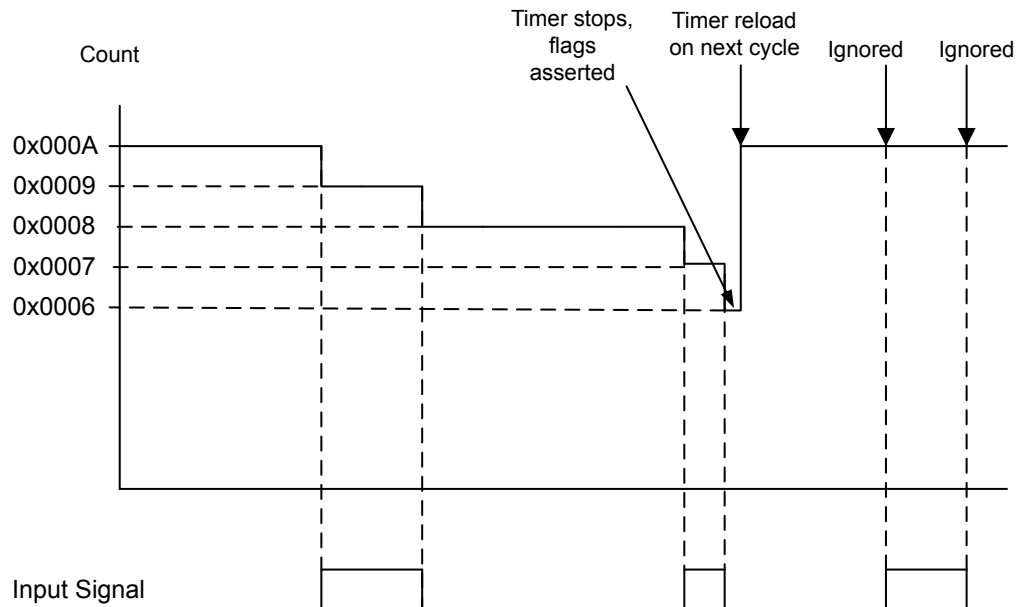 Timer stops,
flags
asserted
Timer reload
on next cycle
Ignored
Ignored
Count
0x000A
0x0009
0x0008
0x0007
0x0006
Input Signal